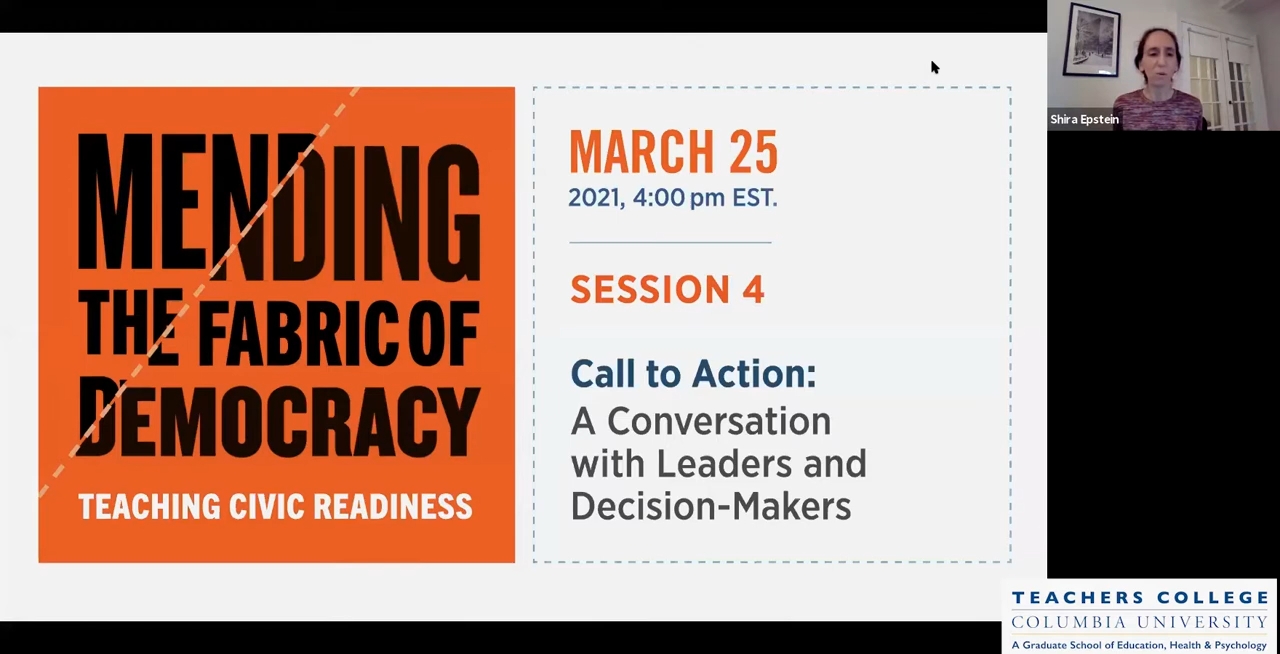 MENDING
THE FABRIC OF
DEMOCRACY
TEACHING CIVIC READINESS
MARCH 25
2021, 4:00 pm EST.
SESSION 4
Call to Action:
A Conversation
with Leaders and
Decision-Makers
Shira Epstein
TEACHERS COLLEGE
COLUMBIA UNIVERSITY
A Graduate School of Education, Health & Psychology